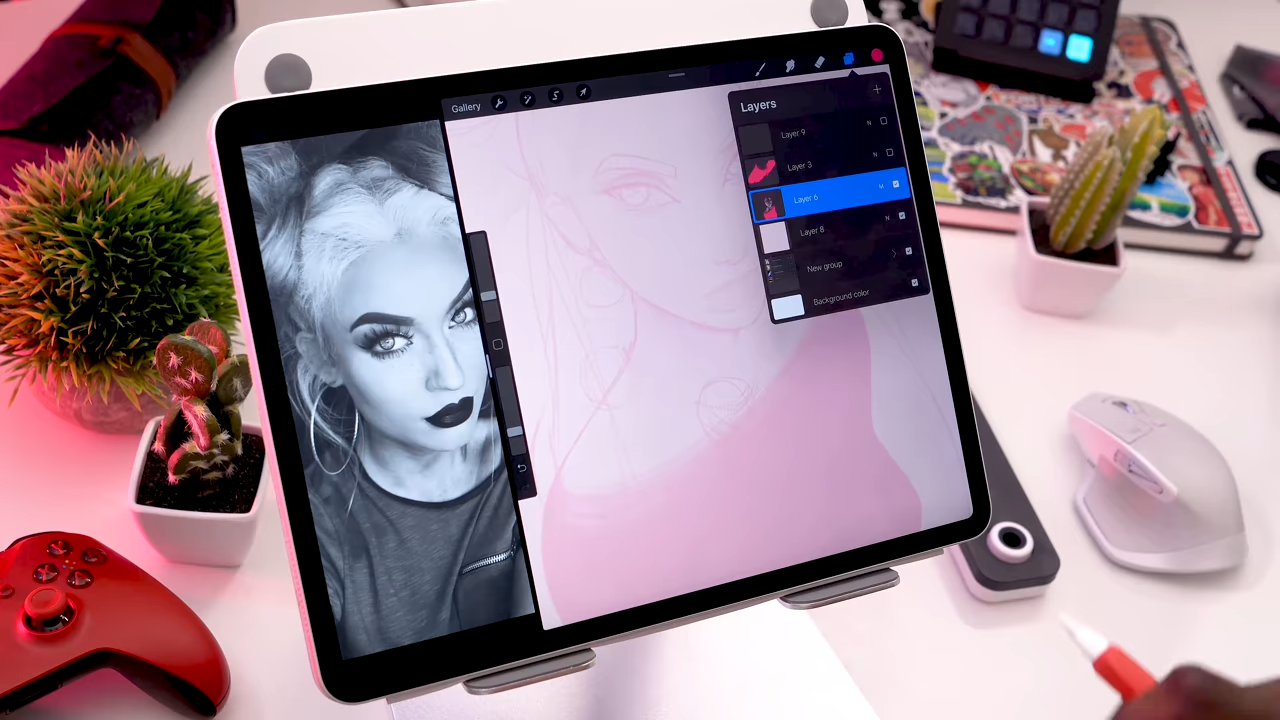 Gallery
Layers
Layer 9 N
Layer 3 N
Layer 6 M
Layer 8 N
New group
Background color